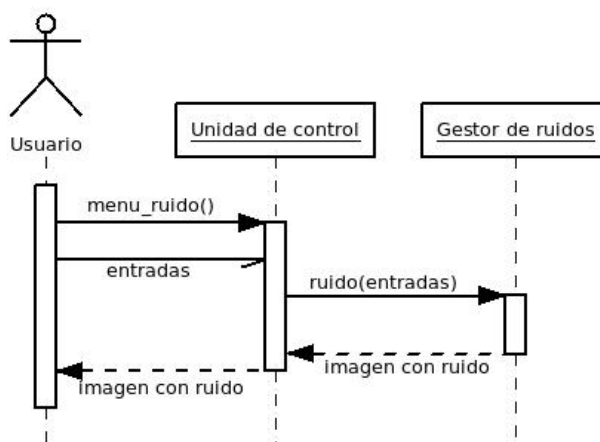 Usuario
Unidad de control
Gestor de ruidos
menu_ruido()
entradas
ruido(entradas)
imagen con ruido
imagen con ruido